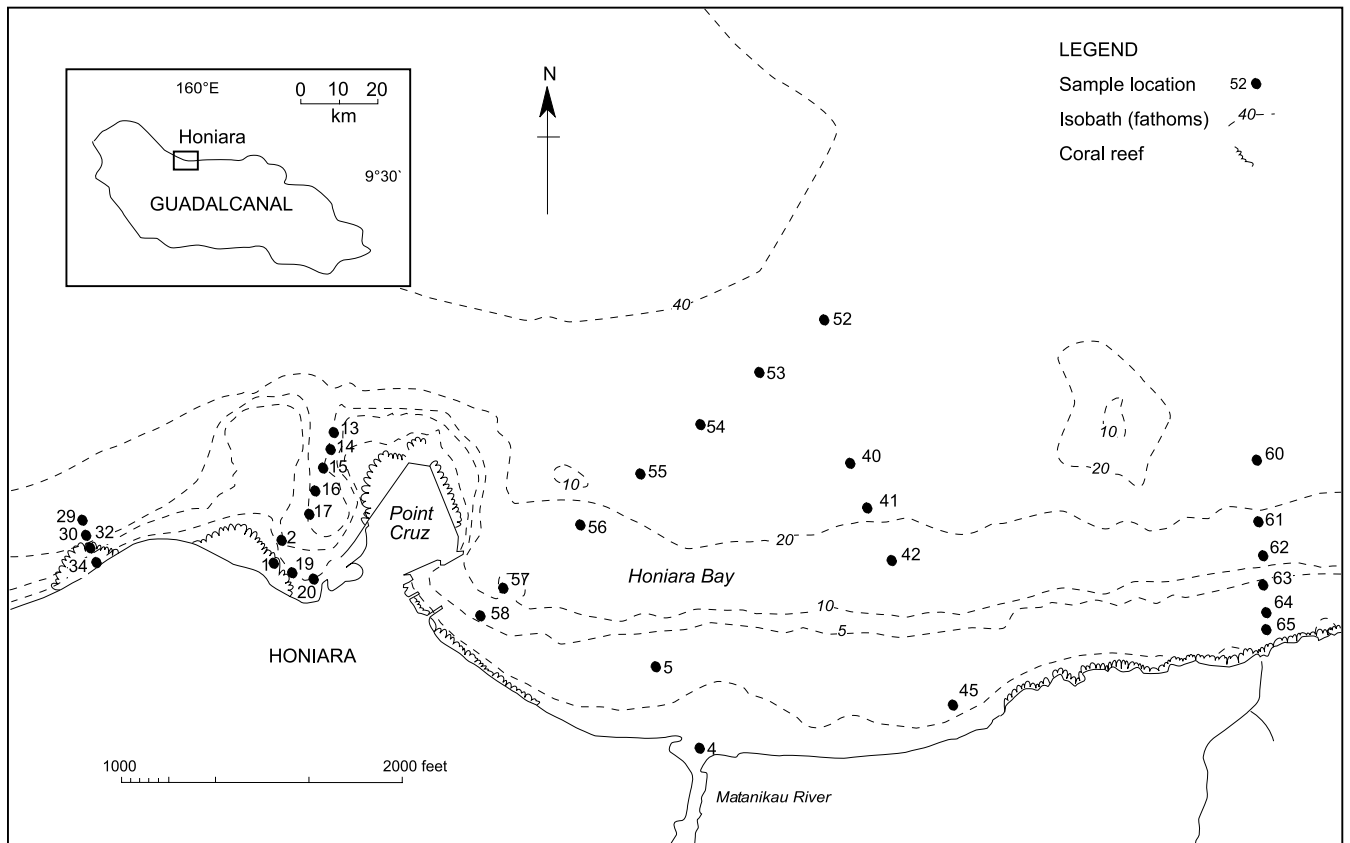 LEGEND
Sample location 52
Isobath (fathoms) 40
Coral reef
160°E
0 10 20
km
Honiara
9°30`
GUADALCANAL
N
40
52
53
54
55
56
10
20
40
41
42
10
20
60
61
62
63
64
65
13
14
15
16
17
2
1
19
20
29
30
32
34
Point
Cruz
Honiara Bay
57
58
10
5
5
45
4
HONIARA
1000 2000 feet
Matanikau River